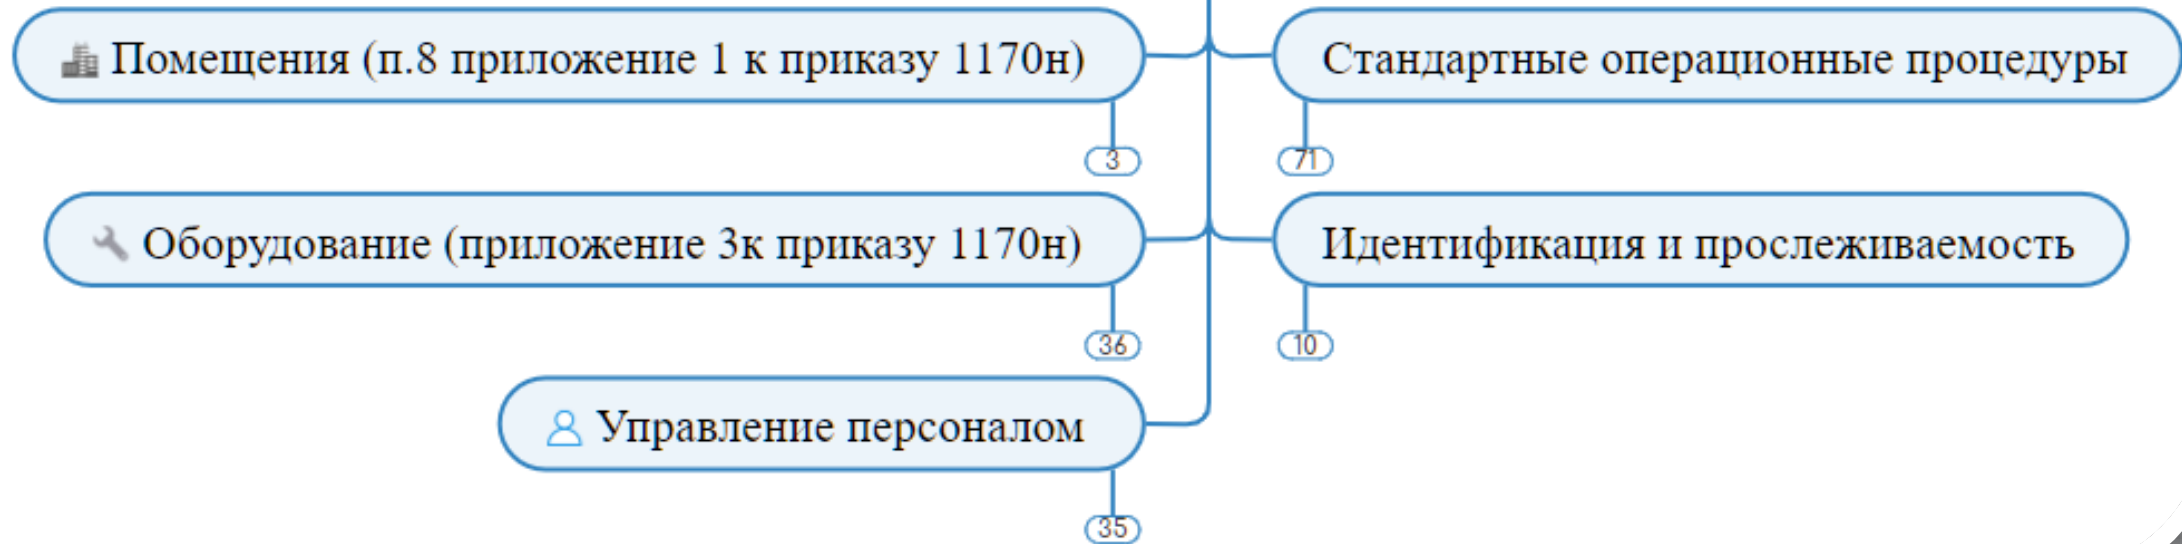 Помещения (п.8 приложение 1 к приказу 1170н)
Стандартные операционные процедуры
3
71
Оборудование (приложение 3к приказу 1170н)
Идентификация и прослеживаемость
36
10
Управление персоналом
35